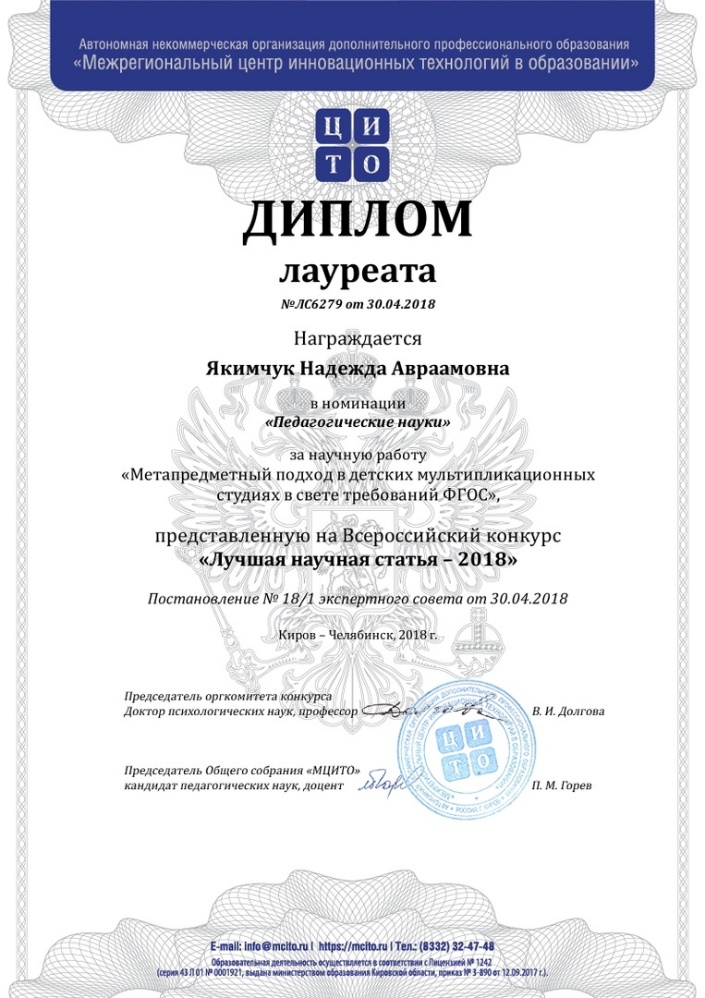 Автономная некоммерческая организация дополнительного профессионального образования
«Межрегиональный центр инновационных технологий в образовании»
ЦИ
ТО
ДИПЛОМ
лауреата
№ЛС6279 от 30.04.2018
Награждается
Якимчук Надежда Авраамовна
в номинации
«Педагогические науки»
за научную работу
«Метапредметный подход в детских мультипликационных
студиях в свете требований ФГОС»,
представленную на Всероссийский конкурс
«Лучшая научная статья – 2018»
Постановление № 18/1 экспертного совета от 30.04.2018
Киров – Челябинск, 2018 г.
Председатель оргкомитета конкурса
Доктор психологических наук, профессор В. И. Долгова
ЦИ
ТО
Председатель Общего собрания «МЦИТО»
кандидат педагогических наук, доцент П. М. Горев
E-mail: info@mcito.ru | https://mcito.ru | Тел.: (8332) 32-47-48
Образовательная деятельность осуществляется в соответствии с Лицензией № 1242
(серия 43 Л 01 № 0001921, выдана министерством образования Кировской области, приказ № 3-890 от 12.09.2017 г.).